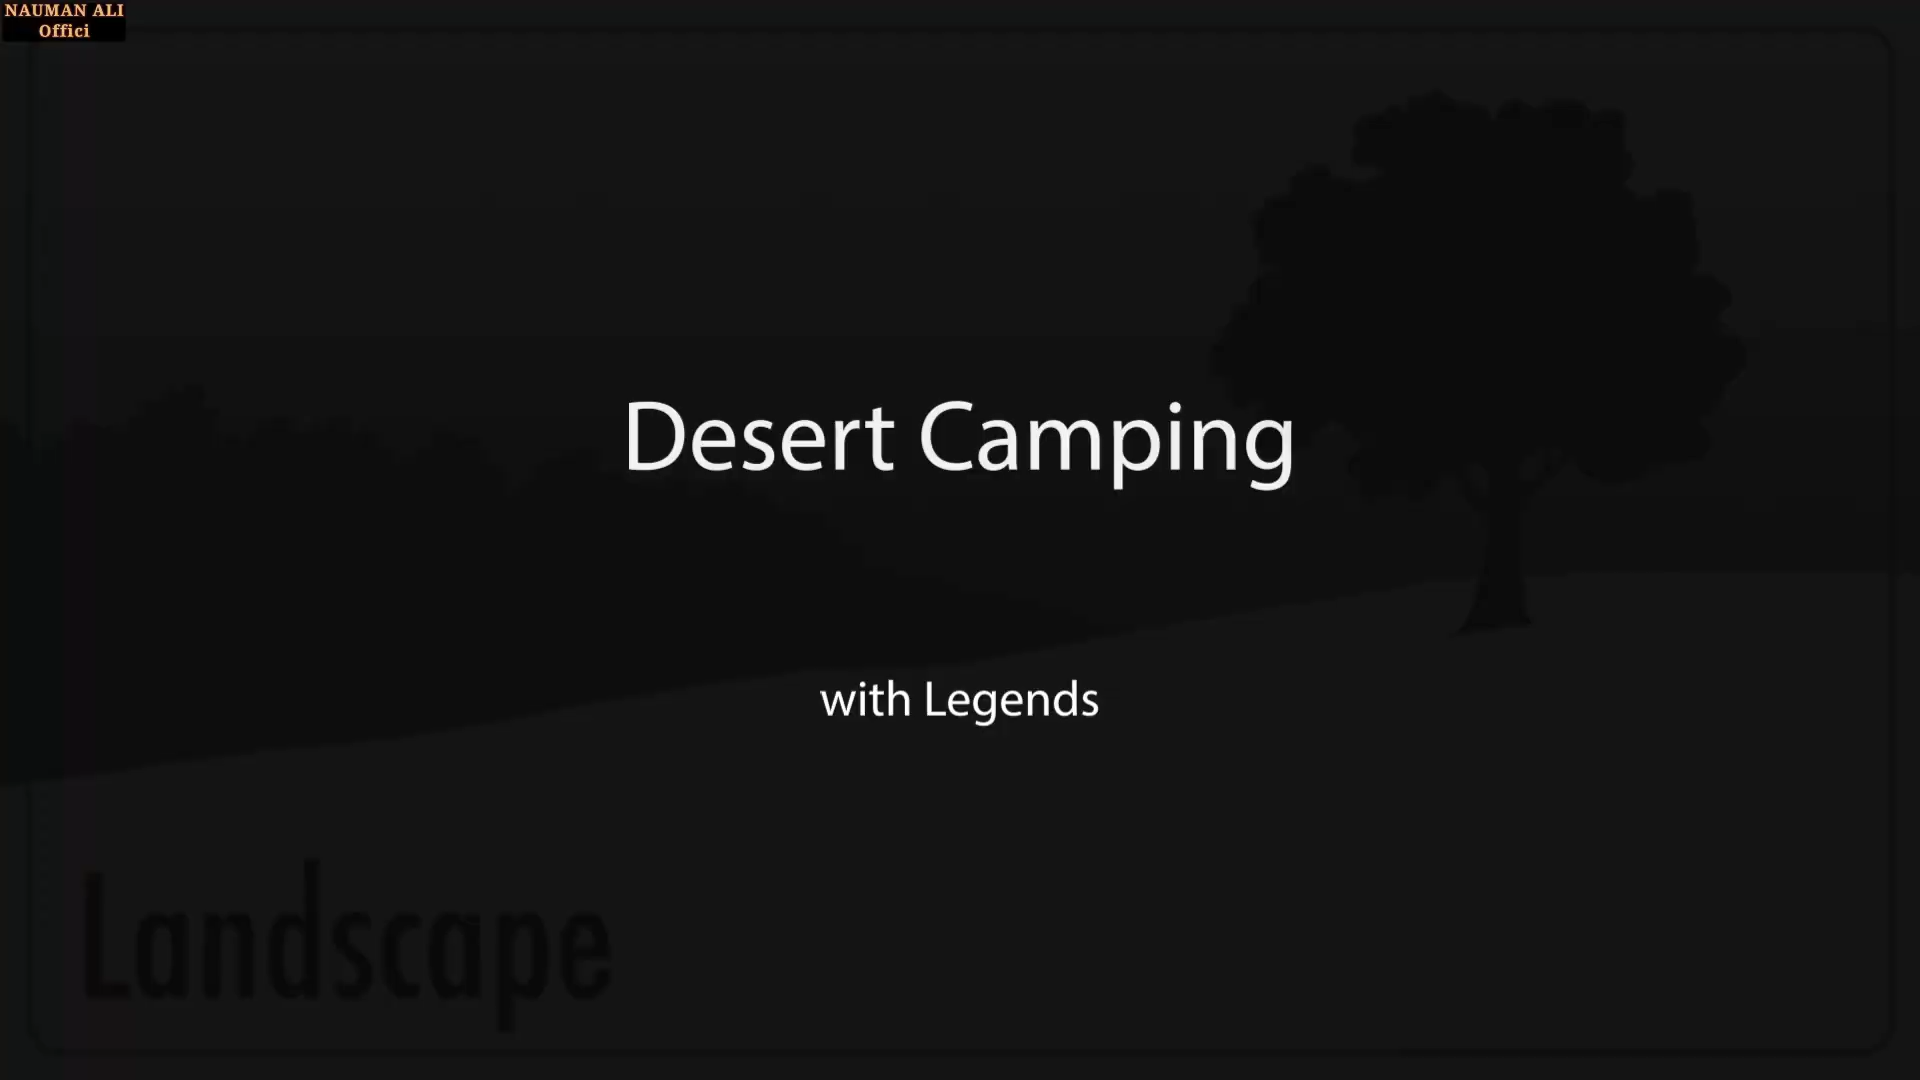 NAUMAN ALI
Offici
Desert Camping
with Legends
Landscape